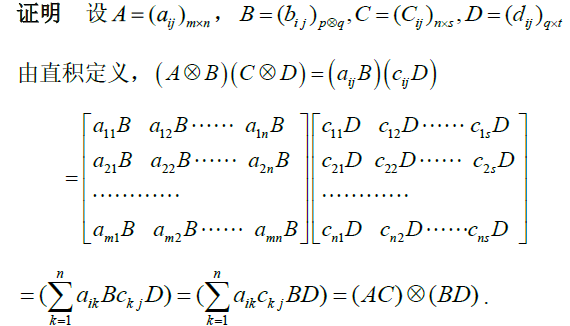 证明 设 A=(a_{ij})_{m×n}, B=(b_{ij})_{p⊗q}, C=(C_{ij})_{n×s}, D=(d_{ij})_{q×t}
由直积定义, (A⊗B)(C⊗D)=(a_{ij}B)(c_{ij}D)
a_{11}B a_{12}B⋯⋯ a_{1n}B c_{11}D c_{12}D⋯⋯ c_{1s}D
= a_{21}B a_{22}B⋯⋯ a_{2n}B c_{21}D c_{22}D⋯⋯ c_{2s}D
⋯⋯⋯⋯ ⋯⋯⋯⋯
a_{m1}B a_{m2}B⋯⋯ a_{mn}B c_{n1}D c_{n2}D⋯⋯c_{ns}D
=(∑_{k=1}^{n} a_{ik}Bc_{kj}D)=(∑_{k=1}^{n} a_{ik}c_{kj}BD)=(AC)⊗(BD).